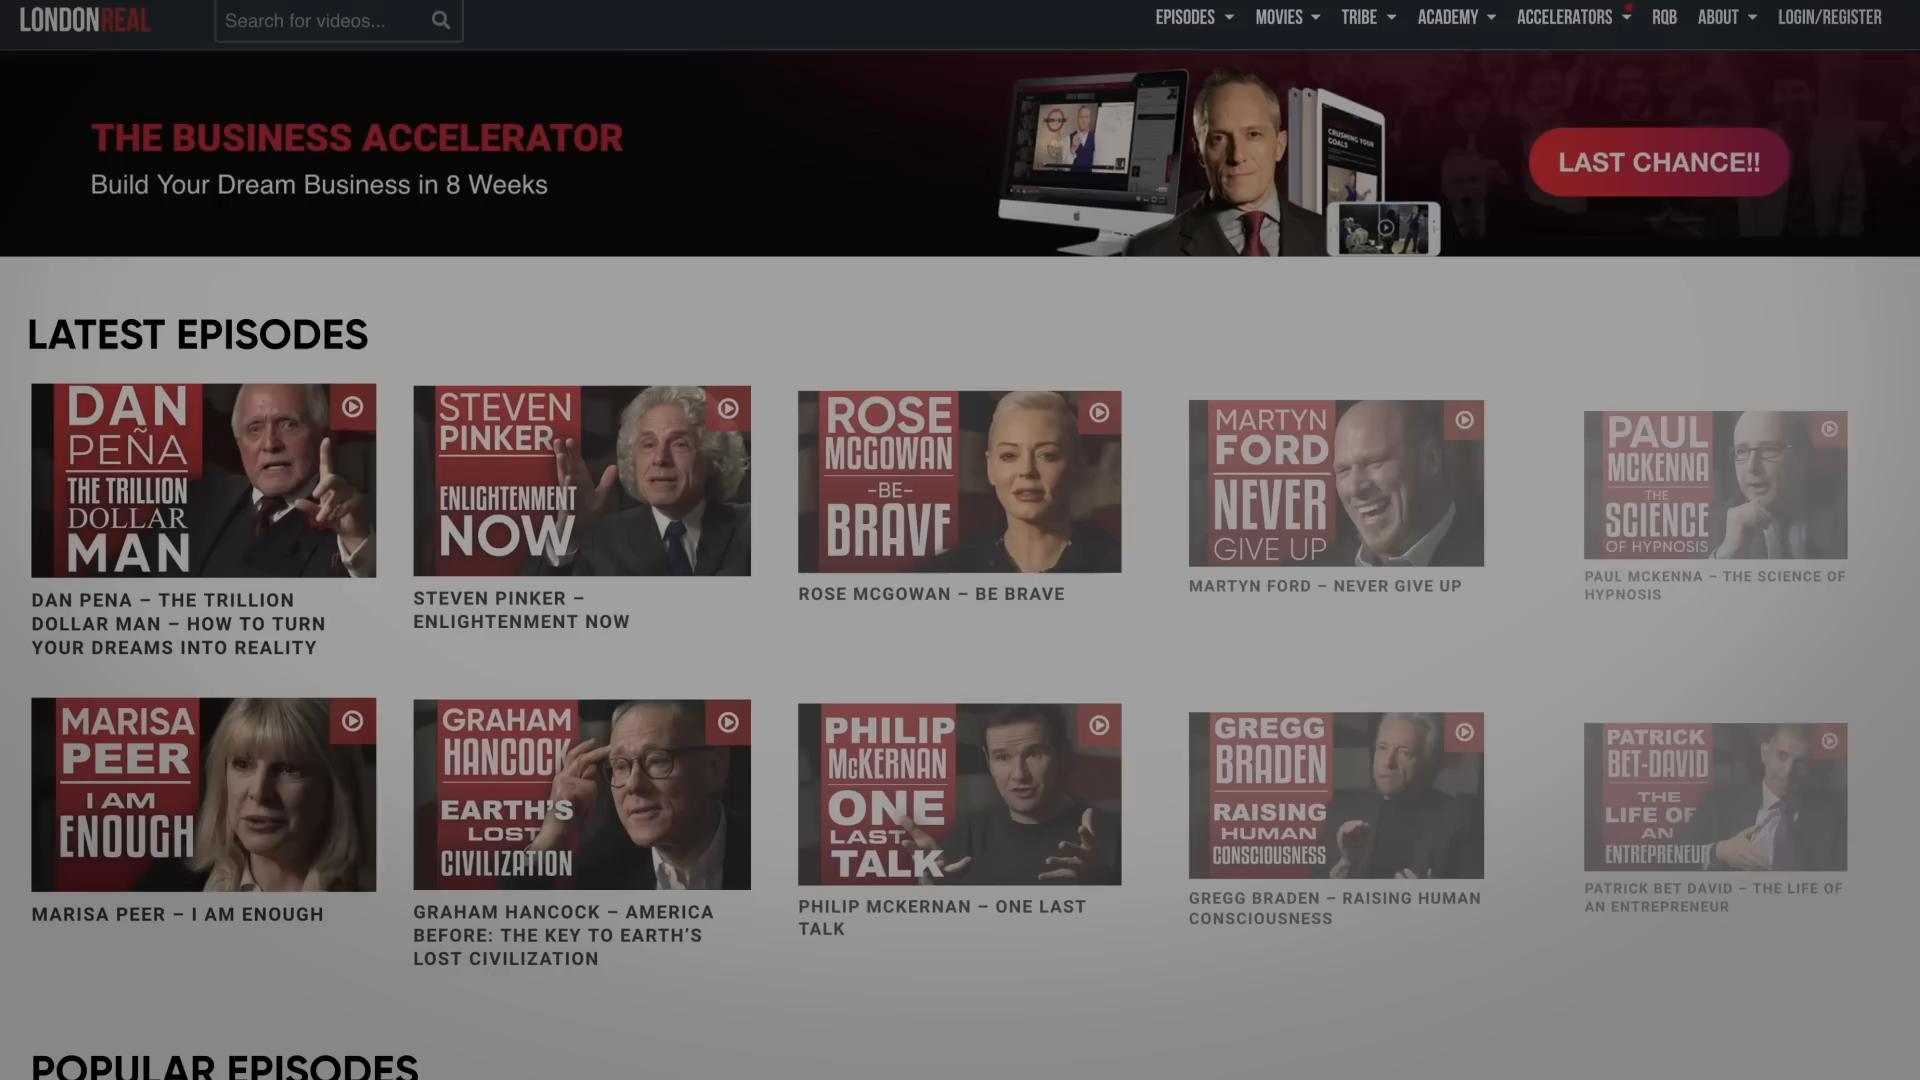 LONDONREAL
Search for videos...
EPISODES MOVIES TRIBE ACADEMY ACCELERATORS RQB ABOUT LOGIN/REGISTER
THE BUSINESS ACCELERATOR
Build Your Dream Business in 8 Weeks
CRUSHING YOUR
GOALS
LAST CHANCE!!
LATEST EPISODES
DAN
PEÑA
THE TRILLION
DOLLAR
MAN
DAN PENA – THE TRILLION
DOLLAR MAN – HOW TO TURN
YOUR DREAMS INTO REALITY
STEVEN
PINKER
ENLIGHTENMENT
NOW
STEVEN PINKER –
ENLIGHTENMENT NOW
ROSE
MCGOWAN
-BE-
BRAVE
ROSE MCGOWAN – BE BRAVE
MARTYN
FORD
NEVER
GIVE UP
MARTYN FORD – NEVER GIVE UP
PAUL
MCKENNA
THE
SCIENCE
OF HYPNOSIS
PAUL MCKENNA – THE SCIENCE OF
HYPNOSIS
MARISA
PEER
I AM
ENOUGH
MARISA PEER – I AM ENOUGH
GRAHAM
HANCOCK
EARTH'S
LOST
CIVILIZATION
GRAHAM HANCOCK – AMERICA
BEFORE: THE KEY TO EARTH'S
LOST CIVILIZATION
PHILIP
McKERNAN
ONE
LAST
TALK
PHILIP MCKERNAN – ONE LAST
TALK
GREGG
BRADEN
RAISING
HUMAN
CONSCIOUSNESS
GREGG BRADEN – RAISING HUMAN
CONSCIOUSNESS
PATRICK
BET-DAVID
THE
LIFE OF
AN
ENTREPRENEUR
PATRICK BET DAVID – THE LIFE OF
AN ENTREPRENEUR
POPULAR EPISODES